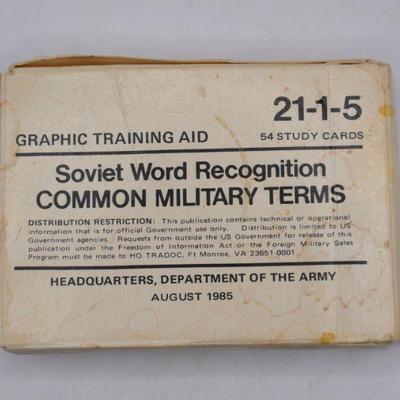 21-1-5
GRAPHIC TRAINING AID
54 STUDY CARDS
Soviet Word Recognition
COMMON MILITARY TERMS
DISTRIBUTION RESTRICTION: This publication contains technical or operational
information that is for official Government use only. Distribution is limited to US
Government agencies. Requests from outside the US Government for release of this
publication under the Freedom of Information Act or the Foreign Military Sales
Program must be made to HQ TRADOC, Ft Monroe, VA 23651-0001.
HEADQUARTERS, DEPARTMENT OF THE ARMY
AUGUST 1985